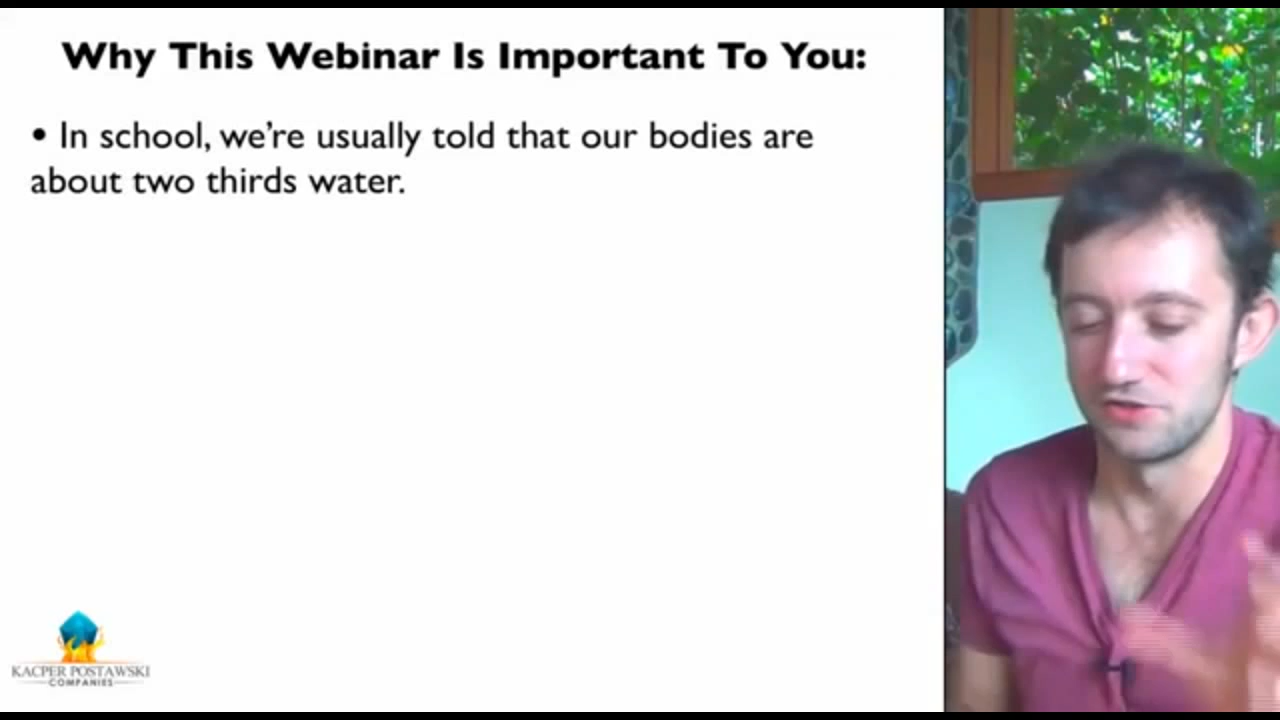 Why This Webinar Is Important To You:
• In school, we're usually told that our bodies are
about two thirds water.
KACPER POSTAWSKI
COMPANIES